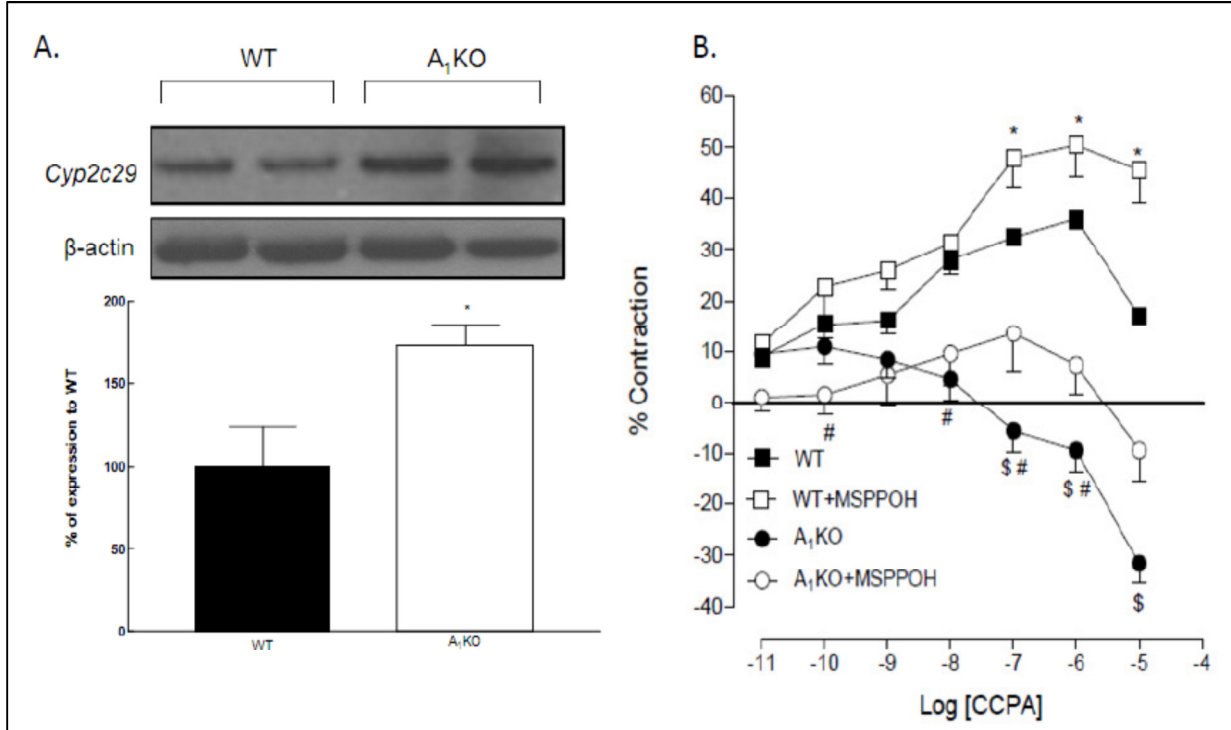 A.
WT A₁KO
Cyp2c29
β-actin
% of expression to WT
200
150
100
50
0
*
WT A₁KO
B.
% Contraction
60
50
40
30
20
10
0
-10
-20
-30
-40
* * *
# #
$ # $ #
$
WT
WT+MSPPOH
A₁KO
A₁KO+MSPPOH
-11 -10 -9 -8 -7 -6 -5 -4
Log [CCPA]